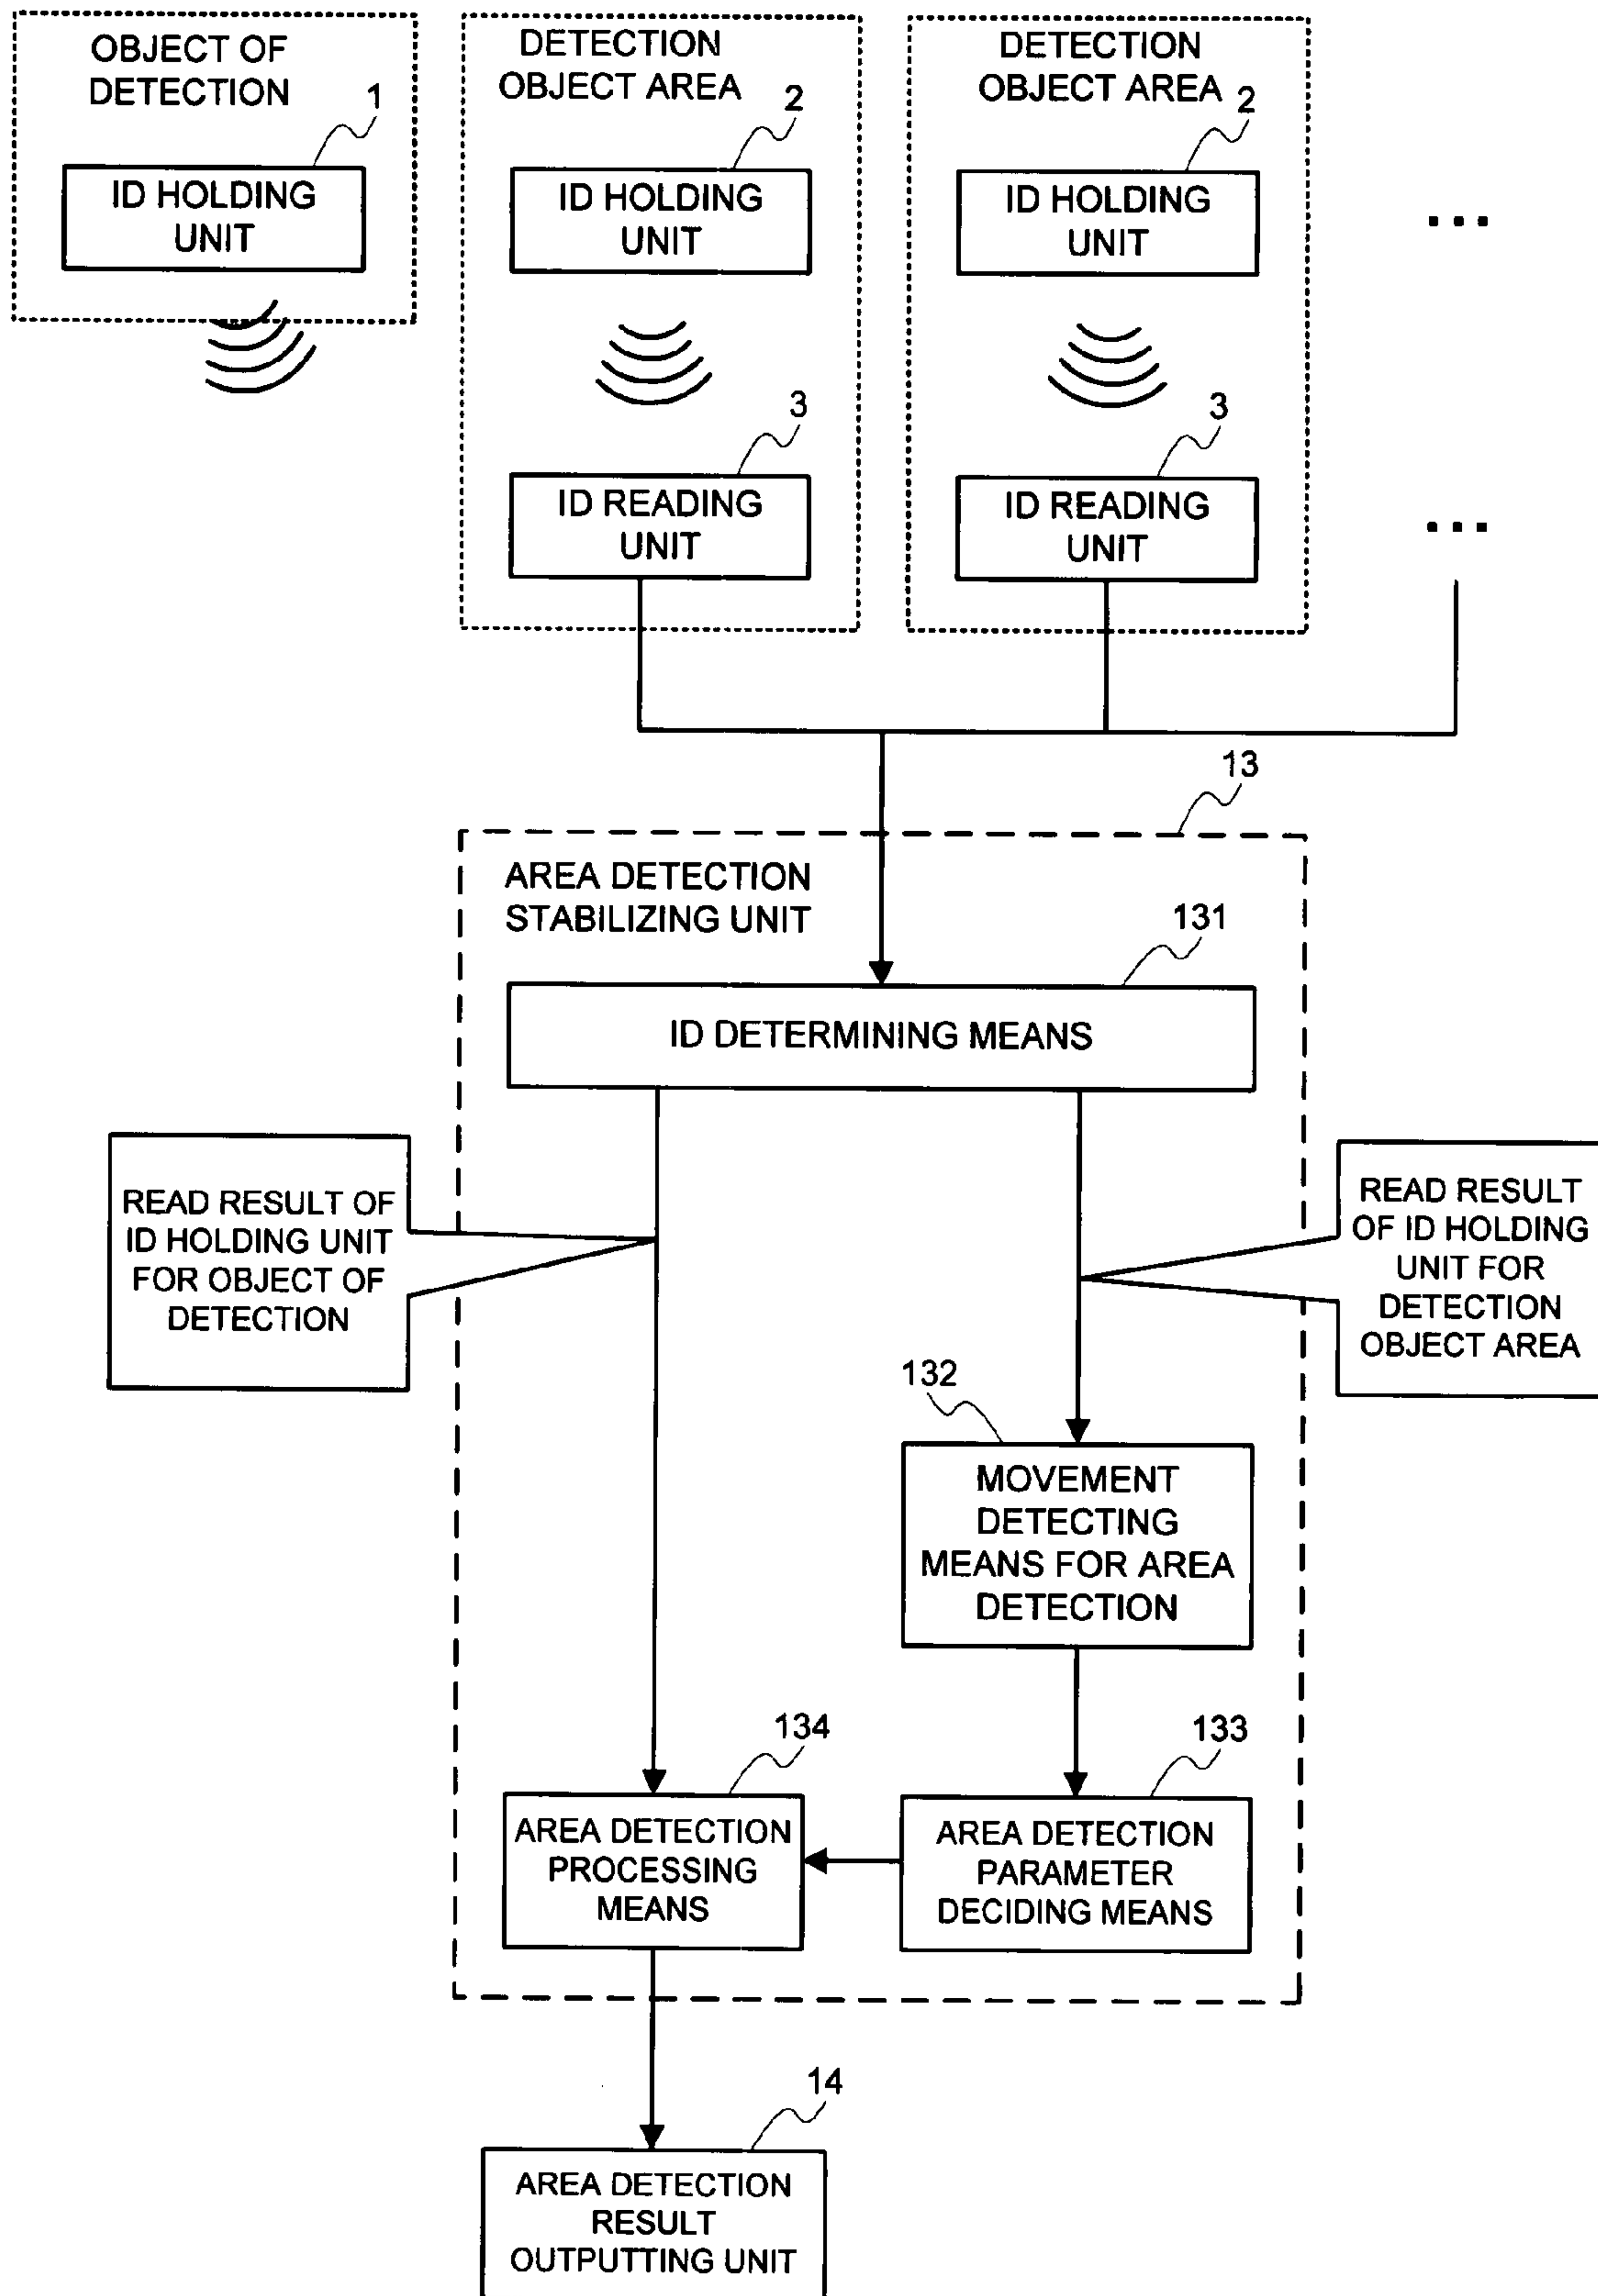 OBJECT OF
DETECTION
1
ID HOLDING
UNIT
DETECTION
OBJECT AREA
2
ID HOLDING
UNIT
3
ID READING
UNIT
DETECTION
OBJECT AREA
2
ID HOLDING
UNIT
3
ID READING
UNIT
...
...
13
AREA DETECTION
STABILIZING UNIT
131
ID DETERMINING MEANS
READ RESULT OF
ID HOLDING UNIT
FOR OBJECT OF
DETECTION
READ RESULT
OF ID HOLDING
UNIT FOR
DETECTION
OBJECT AREA
132
MOVEMENT
DETECTING
MEANS FOR AREA
DETECTION
134
AREA DETECTION
PROCESSING
MEANS
133
AREA DETECTION
PARAMETER
DECIDING MEANS
14
AREA DETECTION
RESULT
OUTPUTTING UNIT